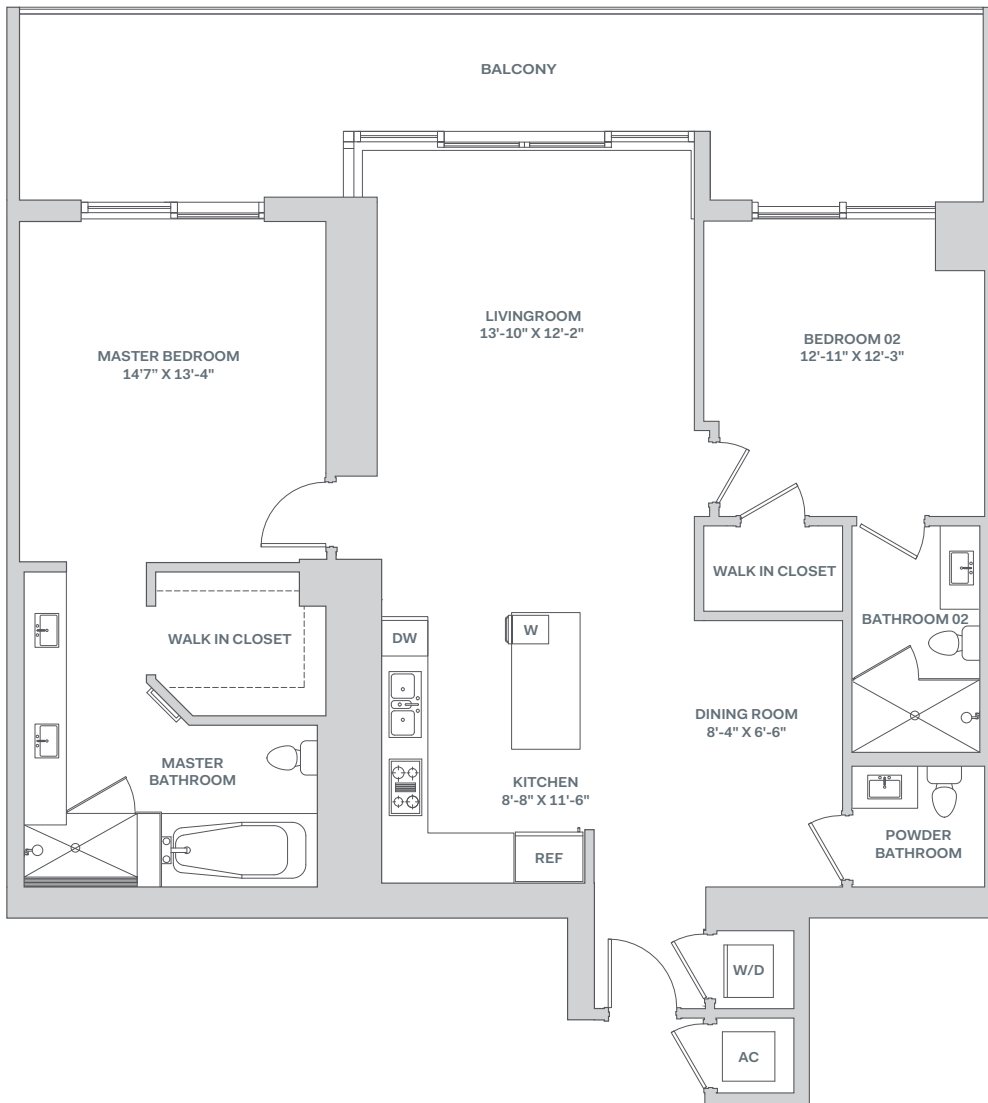 BALCONY
LIVINGROOM
13'-10" X 12'-2"
BEDROOM 02
12'-11" X 12'-3"
MASTER BEDROOM
14’7” X 13'-4"
WALK IN CLOSET
BATHROOM 02
W
DW
WALK IN CLOSET
DINING ROOM
8'-4" X 6'-6"
MASTER
BATHROOM
KITCHEN
8'-8" X 11'-6"
POWDER
BATHROOM
REF
W/D
AC